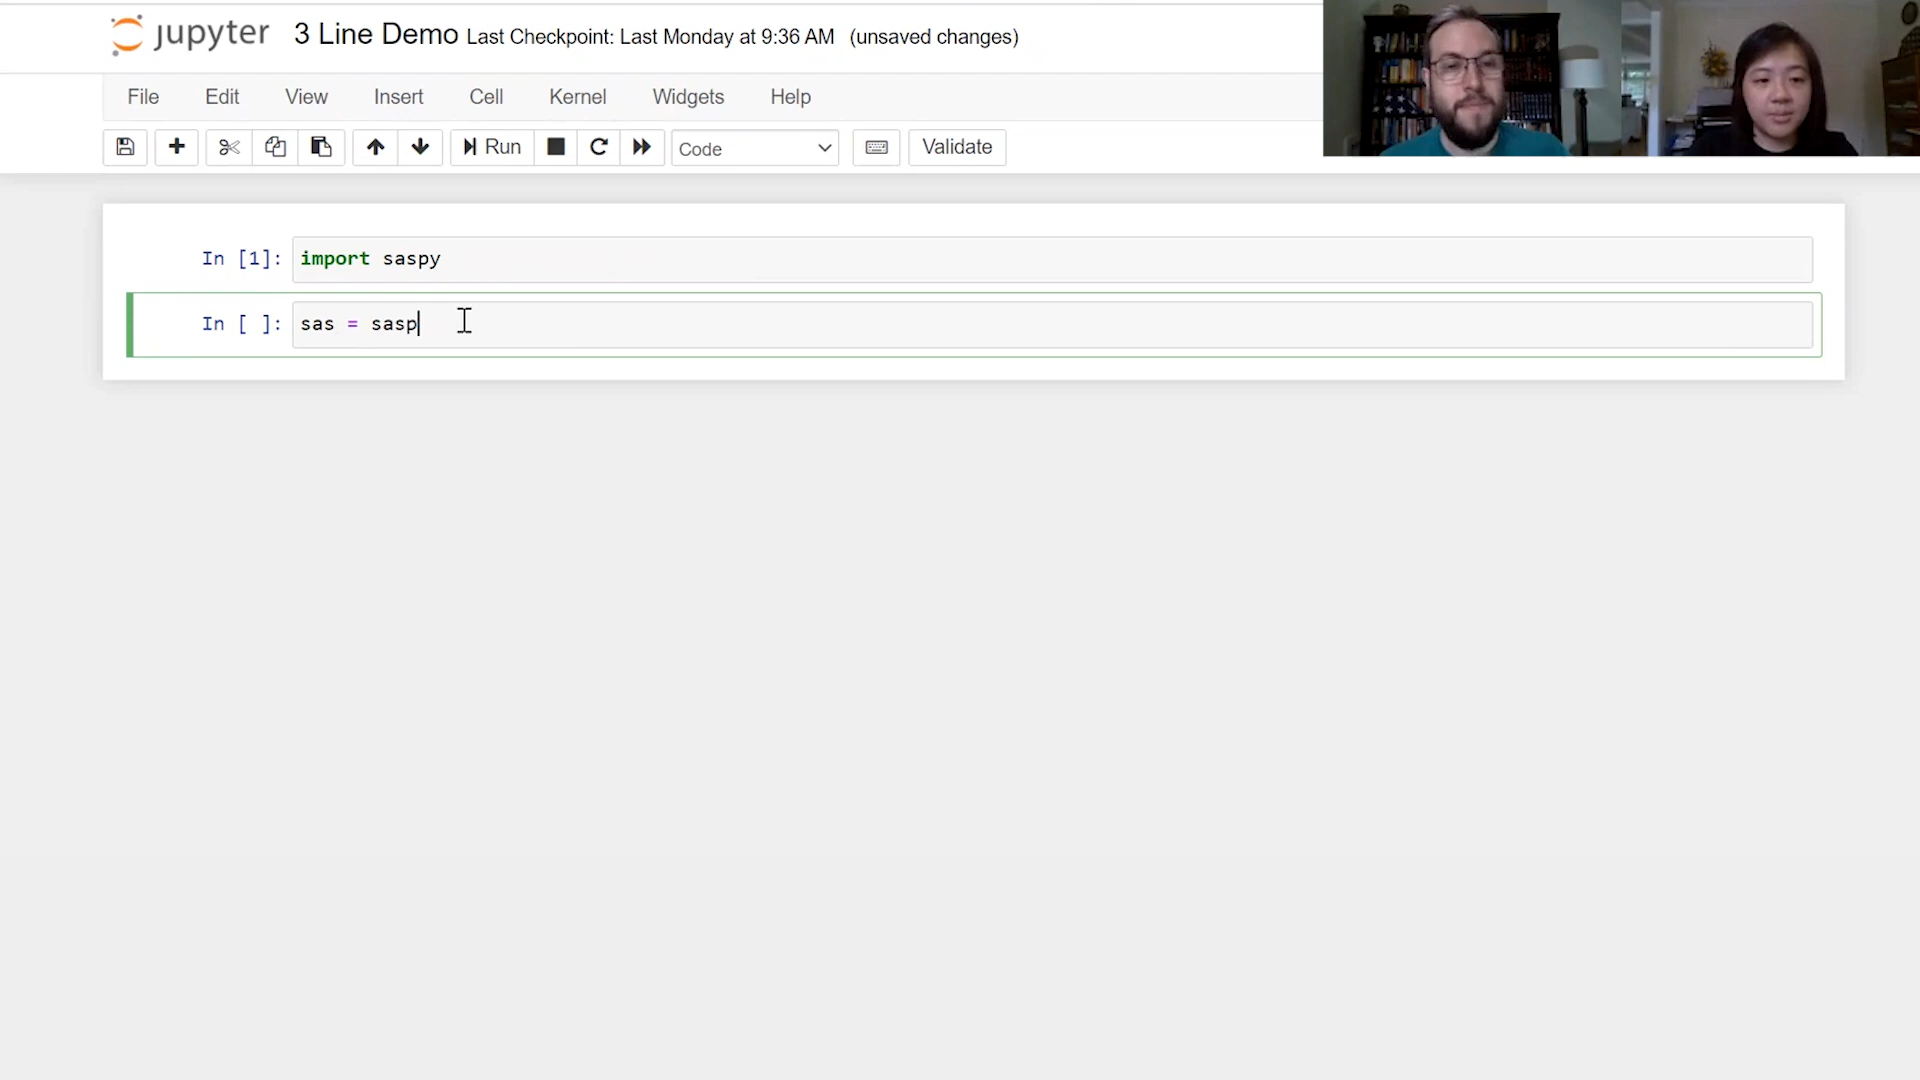 jupyter 3 Line Demo Last Checkpoint: Last Monday at 9:36 AM (unsaved changes)
File Edit View Insert Cell Kernel Widgets Help
Run Code Validate
In [1]: import saspy
In [ ]: sas = sasp